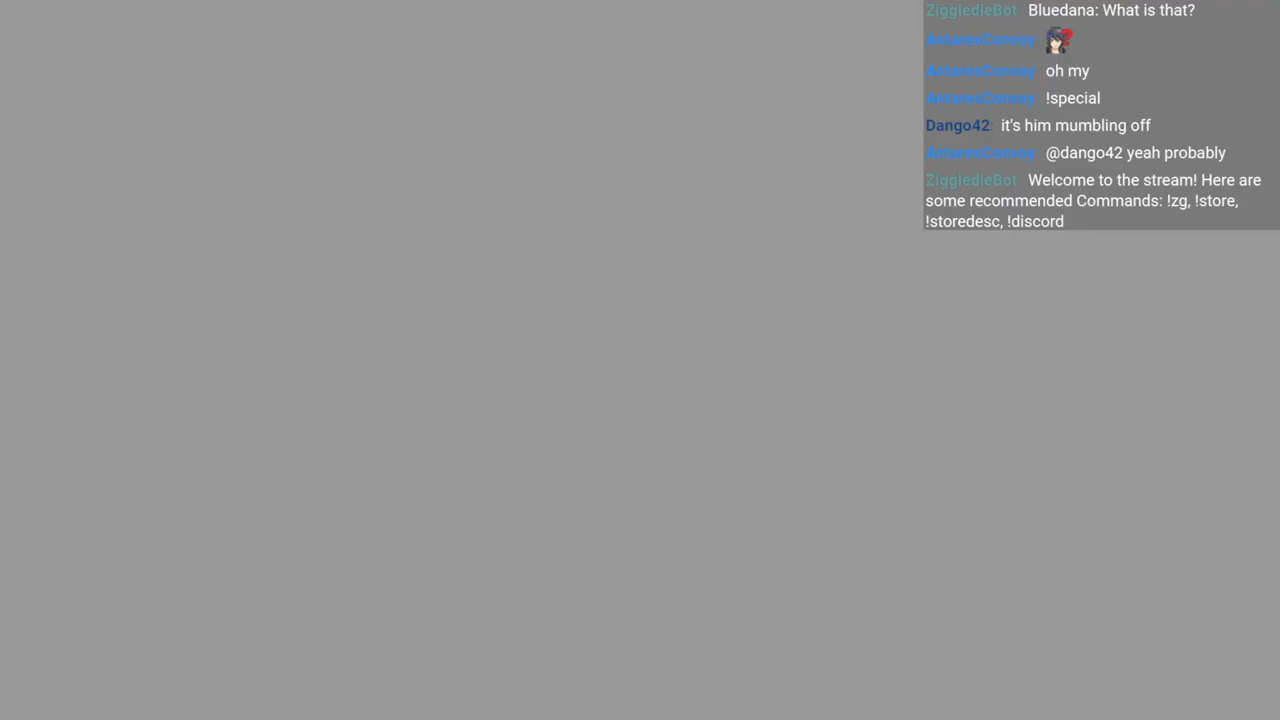 ZiggledieBot Bluedana: What is that?
AntaresConvoy
AntaresConvoy oh my
AntaresConvoy !special
Dango42: it's him mumbling off
AntaresConvoy @dango42 yeah probably
ZiggledieBot Welcome to the stream! Here are
some recommended Commands: !zg, !store,
!storedesc, !discord